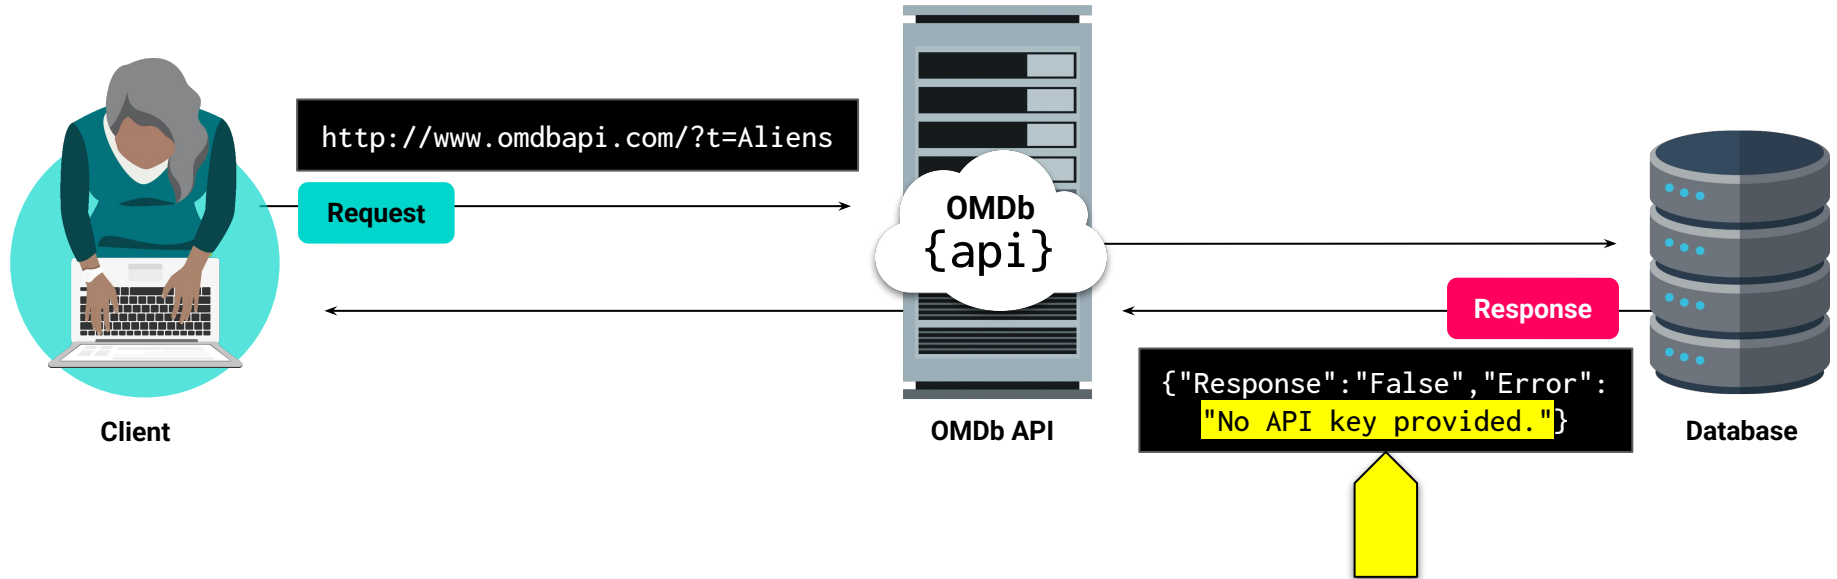 http://www.omdbapi.com/?t=Aliens
Request
OMDb
{api}
Response
{"Response":"False","Error":
"No API key provided."}
Client
OMDb API
Database